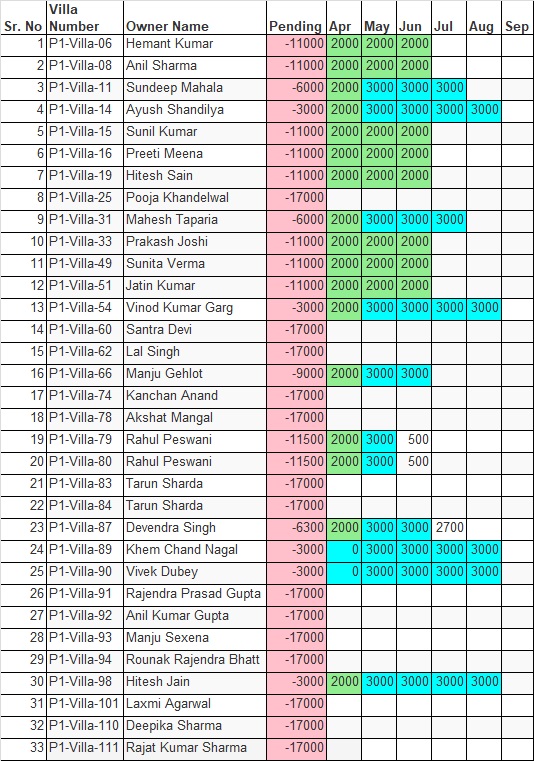 Sr. No Villa Number Owner Name Pending Apr May Jun Jul Aug Sep
1 P1-Villa-06 Hemant Kumar -11000 2000 2000 2000
2 P1-Villa-08 Anil Sharma -11000 2000 2000 2000
3 P1-Villa-11 Sundeep Mahala -6000 2000 3000 3000 3000
4 P1-Villa-14 Ayush Shandilya -3000 2000 3000 3000 3000 3000
5 P1-Villa-15 Sunil Kumar -11000 2000 2000 2000
6 P1-Villa-16 Preeti Meena -11000 2000 2000 2000
7 P1-Villa-19 Hitesh Sain -11000 2000 2000 2000
8 P1-Villa-25 Pooja Khandelwal -17000
9 P1-Villa-31 Mahesh Taparia -6000 2000 3000 3000 3000
10 P1-Villa-33 Prakash Joshi -11000 2000 2000 2000
11 P1-Villa-49 Sunita Verma -11000 2000 2000 2000
12 P1-Villa-51 Jatin Kumar -11000 2000 2000 2000
13 P1-Villa-54 Vinod Kumar Garg -3000 2000 3000 3000 3000 3000
14 P1-Villa-60 Santra Devi -17000
15 P1-Villa-62 Lal Singh -17000
16 P1-Villa-66 Manju Gehlot -9000 2000 3000 3000
17 P1-Villa-74 Kanchan Anand -17000
18 P1-Villa-78 Akshat Mangal -17000
19 P1-Villa-79 Rahul Peswani -11500 2000 3000 500
20 P1-Villa-80 Rahul Peswani -11500 2000 3000 500
21 P1-Villa-83 Tarun Sharda -17000
22 P1-Villa-84 Tarun Sharda -17000
23 P1-Villa-87 Devendra Singh -6300 2000 3000 3000 2700
24 P1-Villa-89 Khem Chand Nagal -3000 0 3000 3000 3000 3000
25 P1-Villa-90 Vivek Dubey -3000 0 3000 3000 3000 3000
26 P1-Villa-91 Rajendra Prasad Gupta -17000
27 P1-Villa-92 Anil Kumar Gupta -17000
28 P1-Villa-93 Manju Sexena -17000
29 P1-Villa-94 Rounak Rajendra Bhatt -17000
30 P1-Villa-98 Hitesh Jain -3000 2000 3000 3000 3000 3000
31 P1-Villa-101 Laxmi Agarwal -17000
32 P1-Villa-110 Deepika Sharma -17000
33 P1-Villa-111 Rajat Kumar Sharma -17000